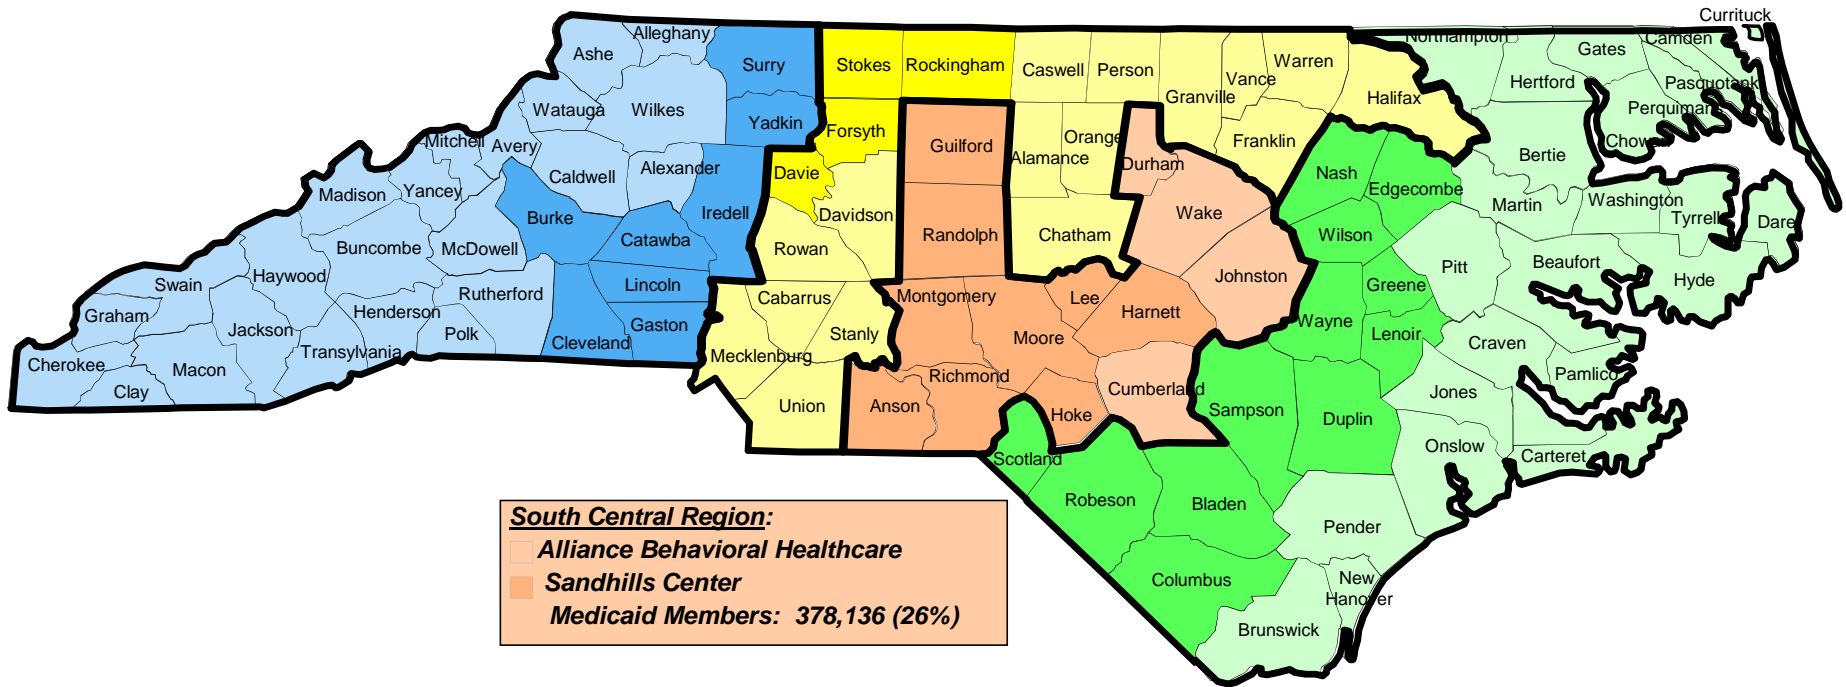 Currituck
Alleghany
Northampton
Camden
Ashe
Surry
Stokes
Rockingham
Caswell
Person
Vance
Warren
Gates
Hertford
Pasquotank
Watauga
Wilkes
Yadkin
Forsyth
Granville
Halifax
Perquimans
Mitchell
Avery
Alexander
Guilford
Alamance
Orange
Durham
Franklin
Bertie
Chowan
Madison
Yancey
Caldwell
Davie
Nash
Edgecombe
Burke
Iredell
Davidson
Wake
Martin
Washington
Tyrrell
Dare
Buncombe
McDowell
Catawba
Rowan
Randolph
Chatham
Wilson
Swain
Haywood
Rutherford
Lincoln
Cabarrus
Montgomery
Lee
Harnett
Johnston
Greene
Pitt
Beaufort
Hyde
Graham
Jackson
Henderson
Polk
Cleveland
Gaston
Stanly
Moore
Wayne
Lenoir
Craven
Cherokee
Clay
Macon
Transylvania
Mecklenburg
Union
Anson
Richmond
Hoke
Cumberland
Sampson
Duplin
Jones
Pamlico
Scotland
Robeson
Bladen
Onslow
Carteret
Columbus
Pender
New
Hanover
Brunswick
South Central Region:
Alliance Behavioral Healthcare
Sandhills Center
Medicaid Members: 378,136 (26%)